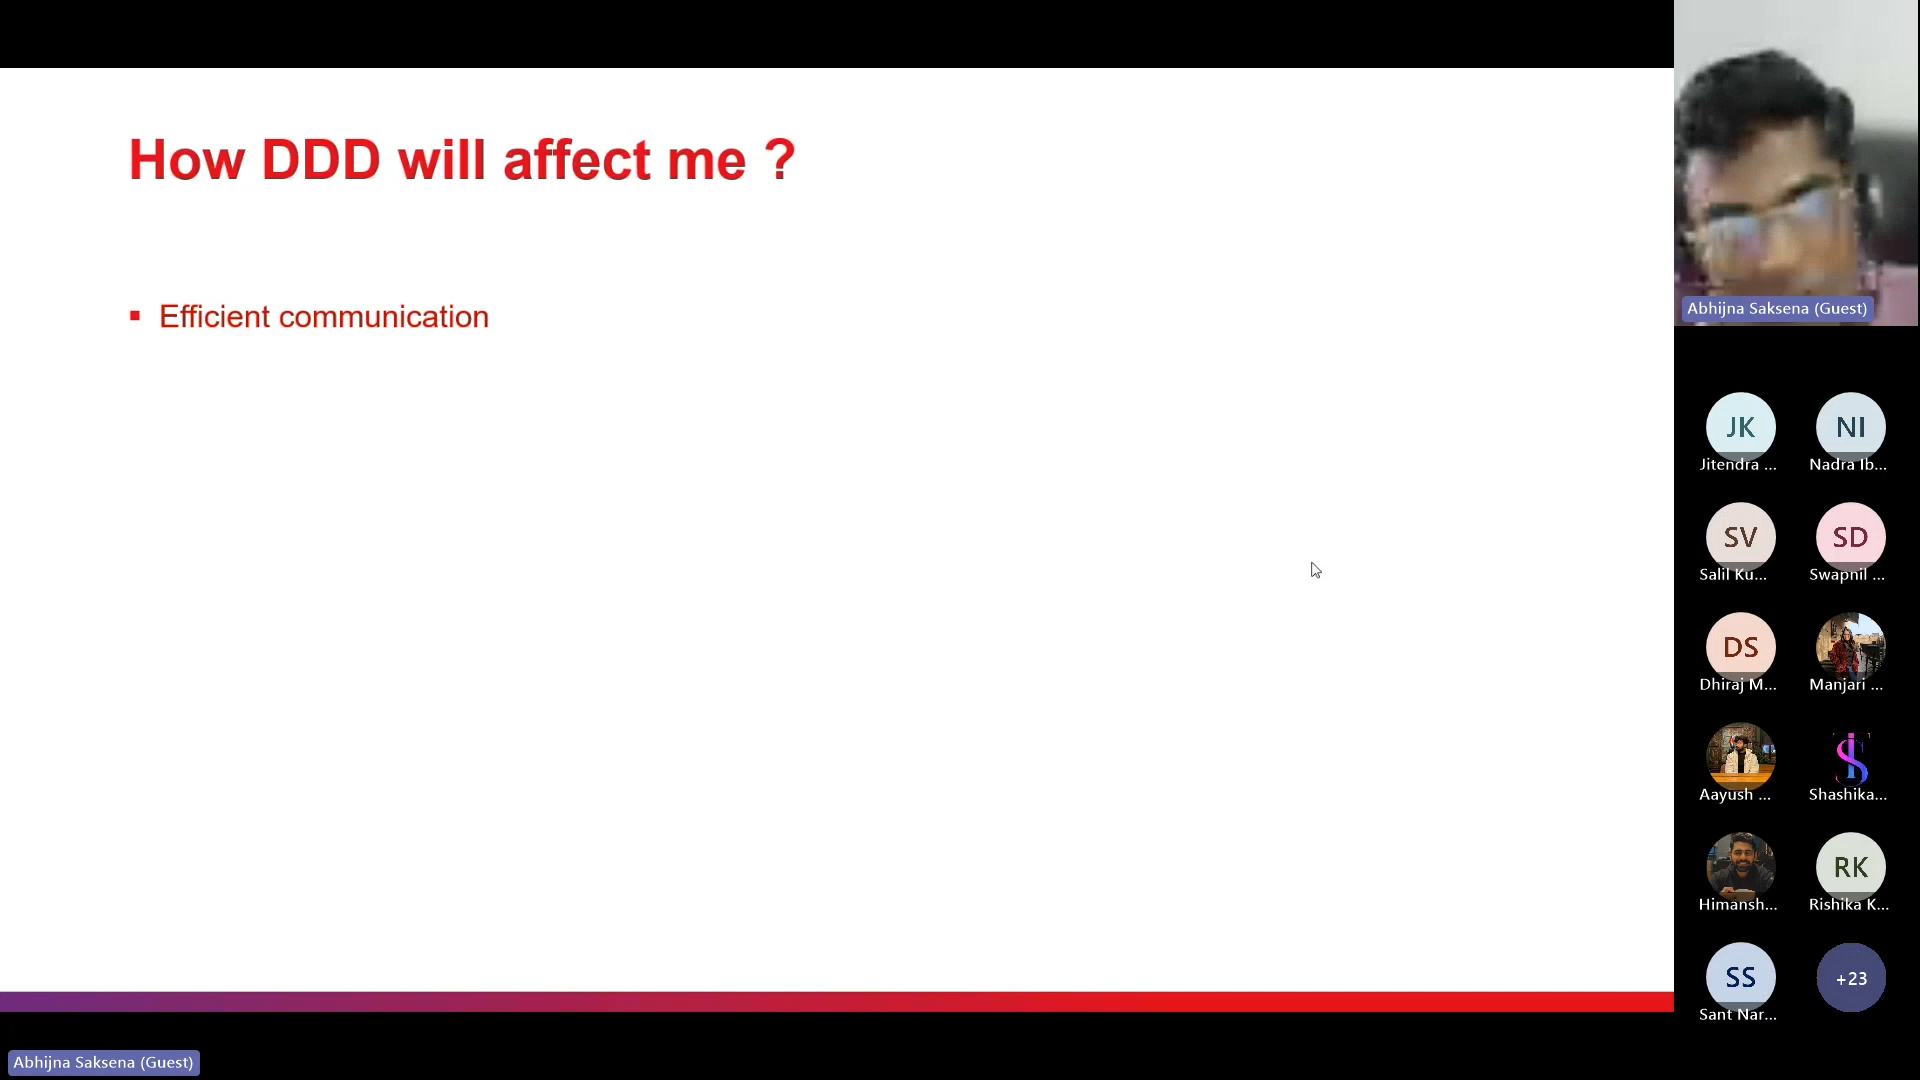 How DDD will affect me ?
Efficient communication
Abhijna Saksena (Guest)
JK
NI
Jitendra ...
Nadra Ib...
SV
SD
Salil Ku...
Swapnil ...
DS
Dhiraj M...
Manjari ...
Aayush ...
Shashika...
RK
Himansh...
Rishika K...
SS
+23
Sant Nar...
Abhijna Saksena (Guest)